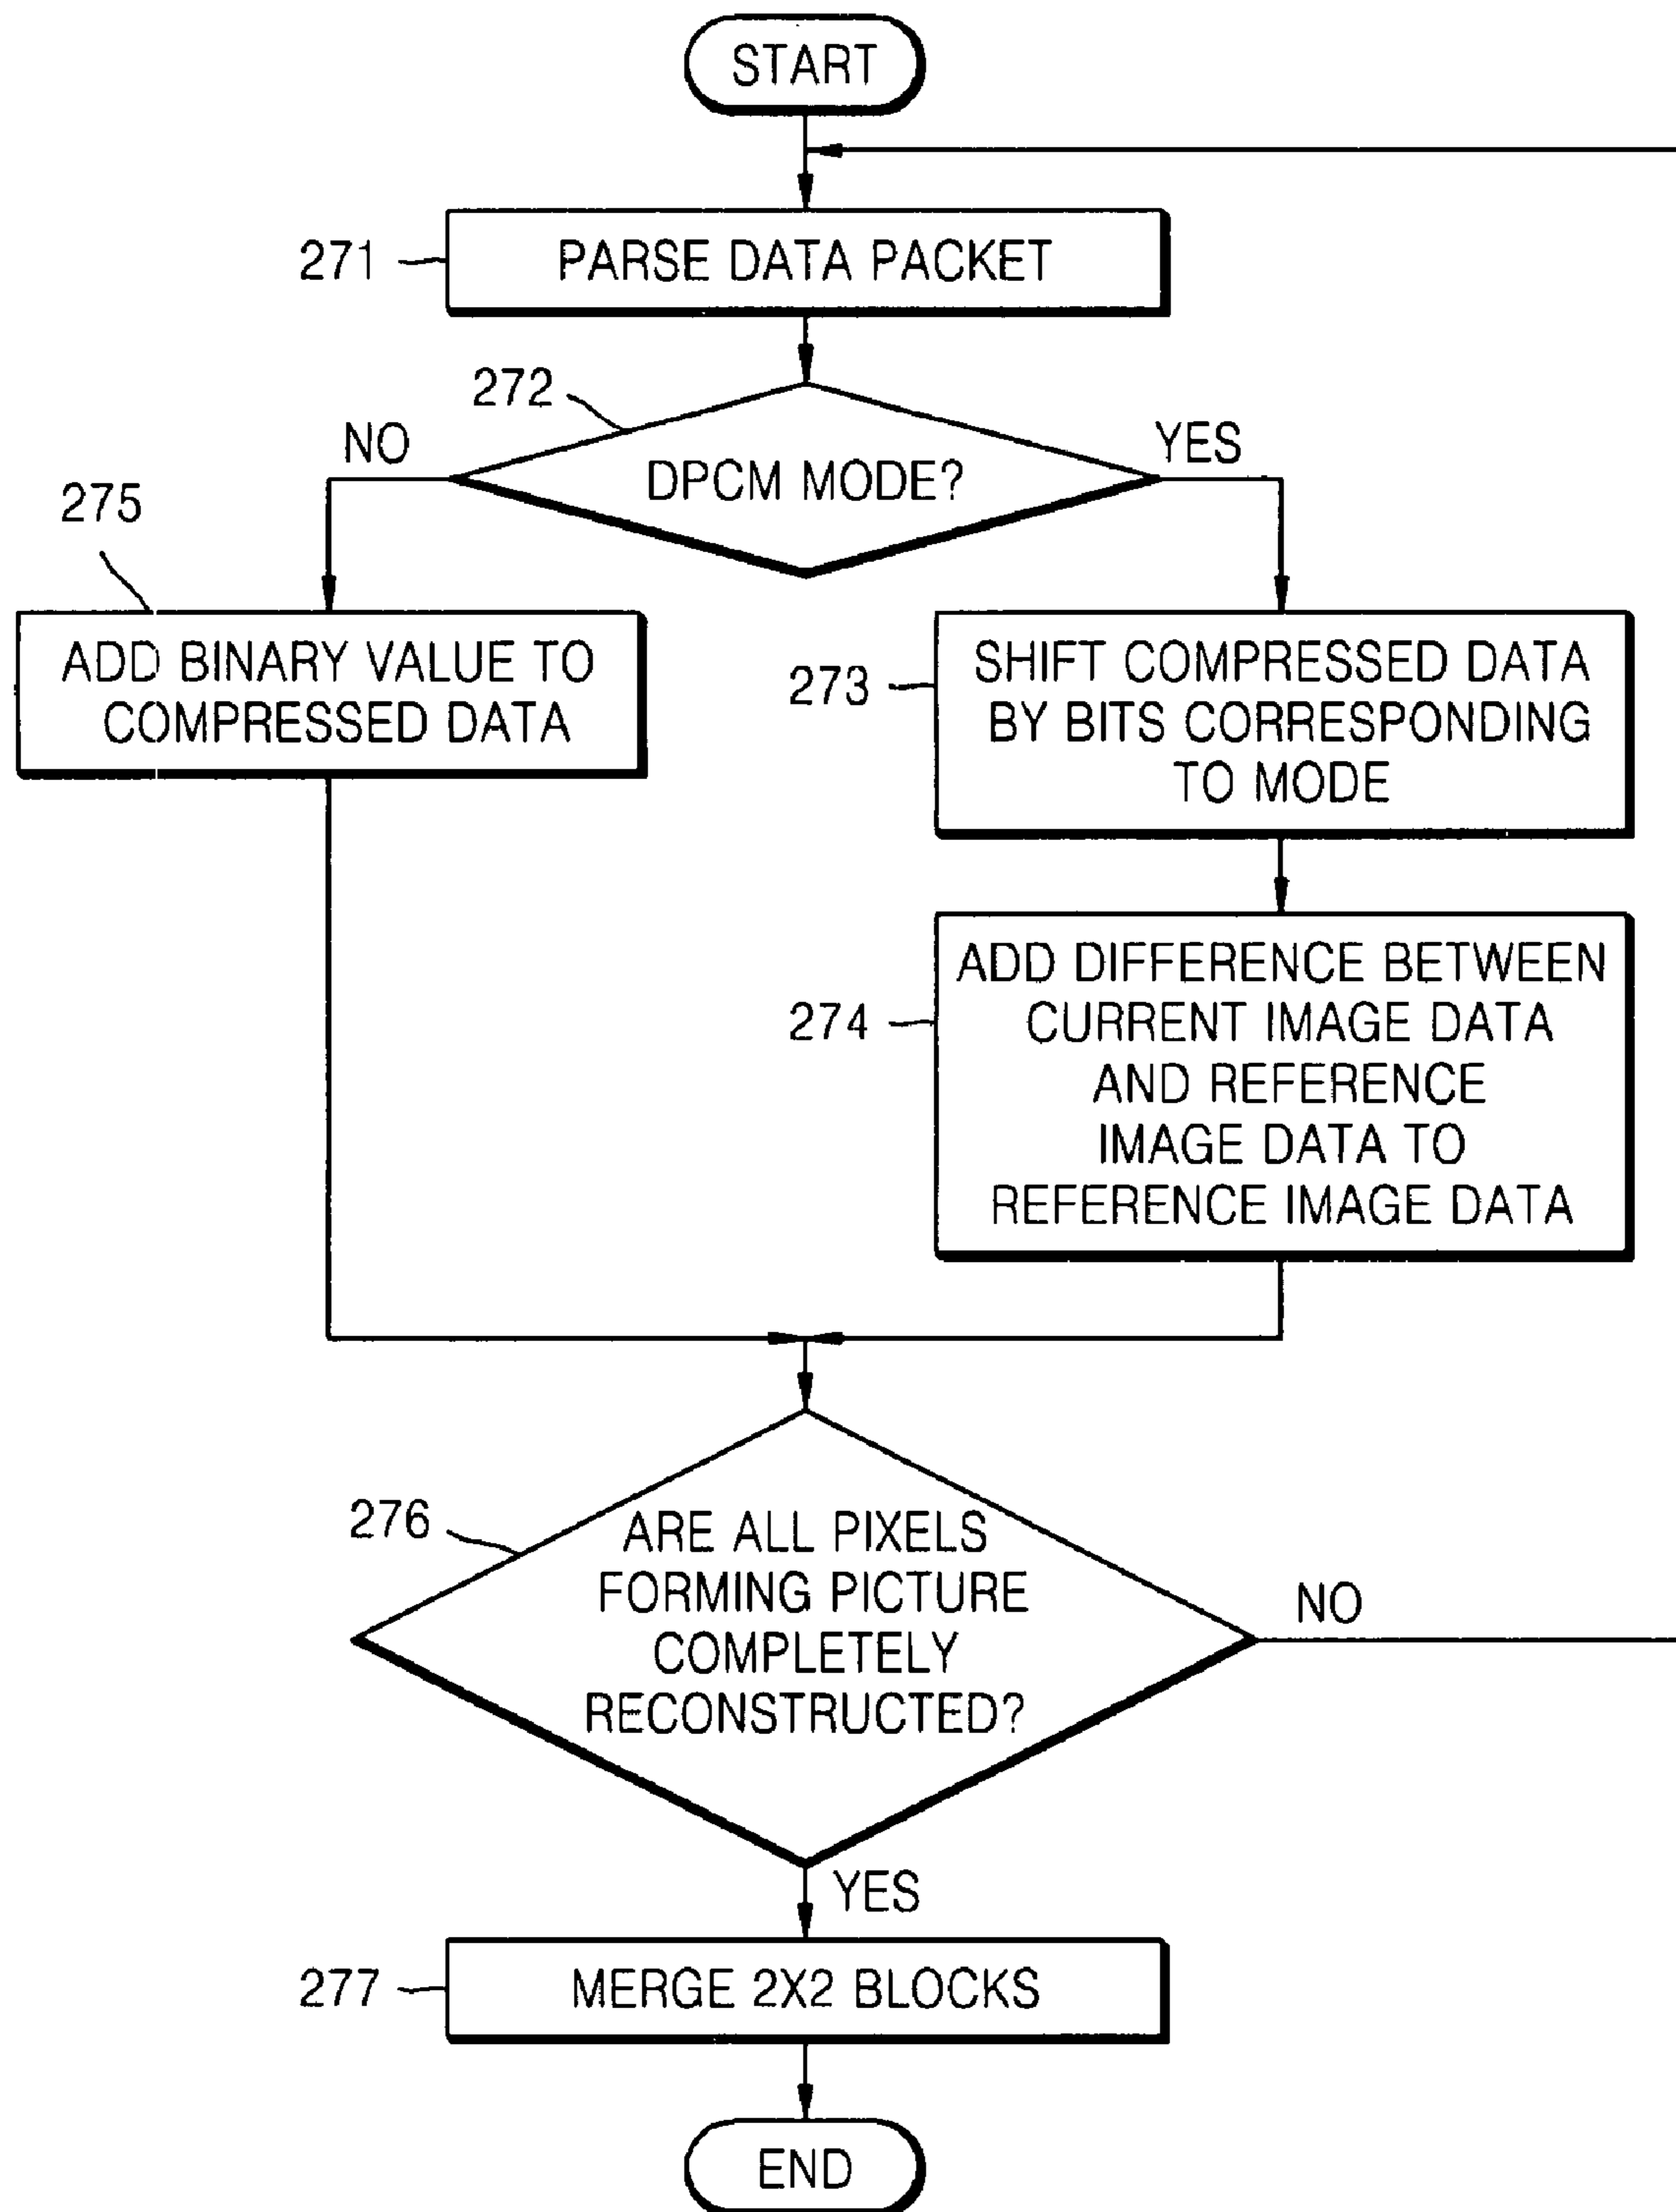 START
271
PARSE DATA PACKET
272
NO
YES
DPCM MODE?
275
ADD BINARY VALUE TO
COMPRESSED DATA
273
SHIFT COMPRESSED DATA
BY BITS CORRESPONDING
TO MODE
274
ADD DIFFERENCE BETWEEN
CURRENT IMAGE DATA
AND REFERENCE
IMAGE DATA TO
REFERENCE IMAGE DATA
276
ARE ALL PIXELS
FORMING PICTURE
COMPLETELY
RECONSTRUCTED?
NO
YES
277
MERGE 2X2 BLOCKS
END